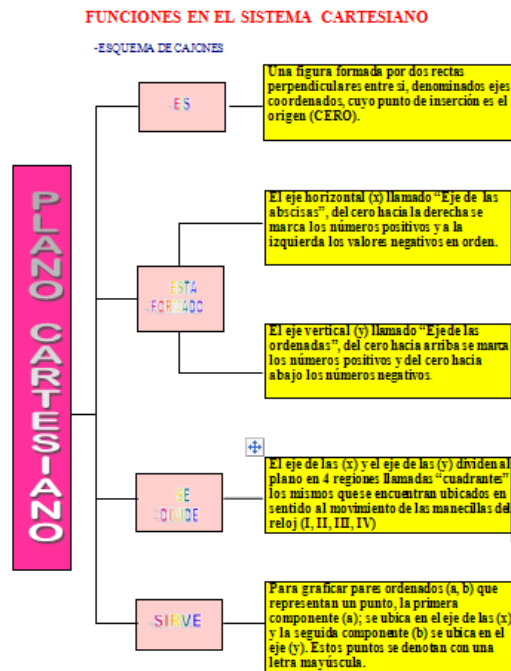 FUNCIONES EN EL SISTEMA CARTESIANO
-ESQUEMA DE CAJONES
PLANO CARTESIANO
ES
Una figura formada por dos rectas
perpendiculares entre si, denominados ejes
coordenados, cuyo punto de inserción es el
origen (CERO).
ESTA
FORMADO
El eje horizontal (x) llamado “Eje de las
abscisas”, del cero hacia la derecha se
marca los números positivos y a la
izquierda los valores negativos en orden.
El eje vertical (y) llamado “Eje de las
ordenadas”, del cero hacia arriba se marca
los números positivos y del cero hacia
abajo los números negativos.
SE
DIVIDE
El eje de las (x) y el eje de las (y) dividen al
plano en 4 regiones llamadas “cuadrantes”
los mismos que se encuentran ubicados en
sentido al movimiento de las manecillas del
reloj (I, II, III, IV)
SIRVE
Para graficar pares ordenados (a, b) que
representan un punto, la primera
componente (a); se ubica en el eje de las (x)
y la seguida componente (b) se ubica en el
eje (y). Estos puntos se denotan con una
letra mayúscula.